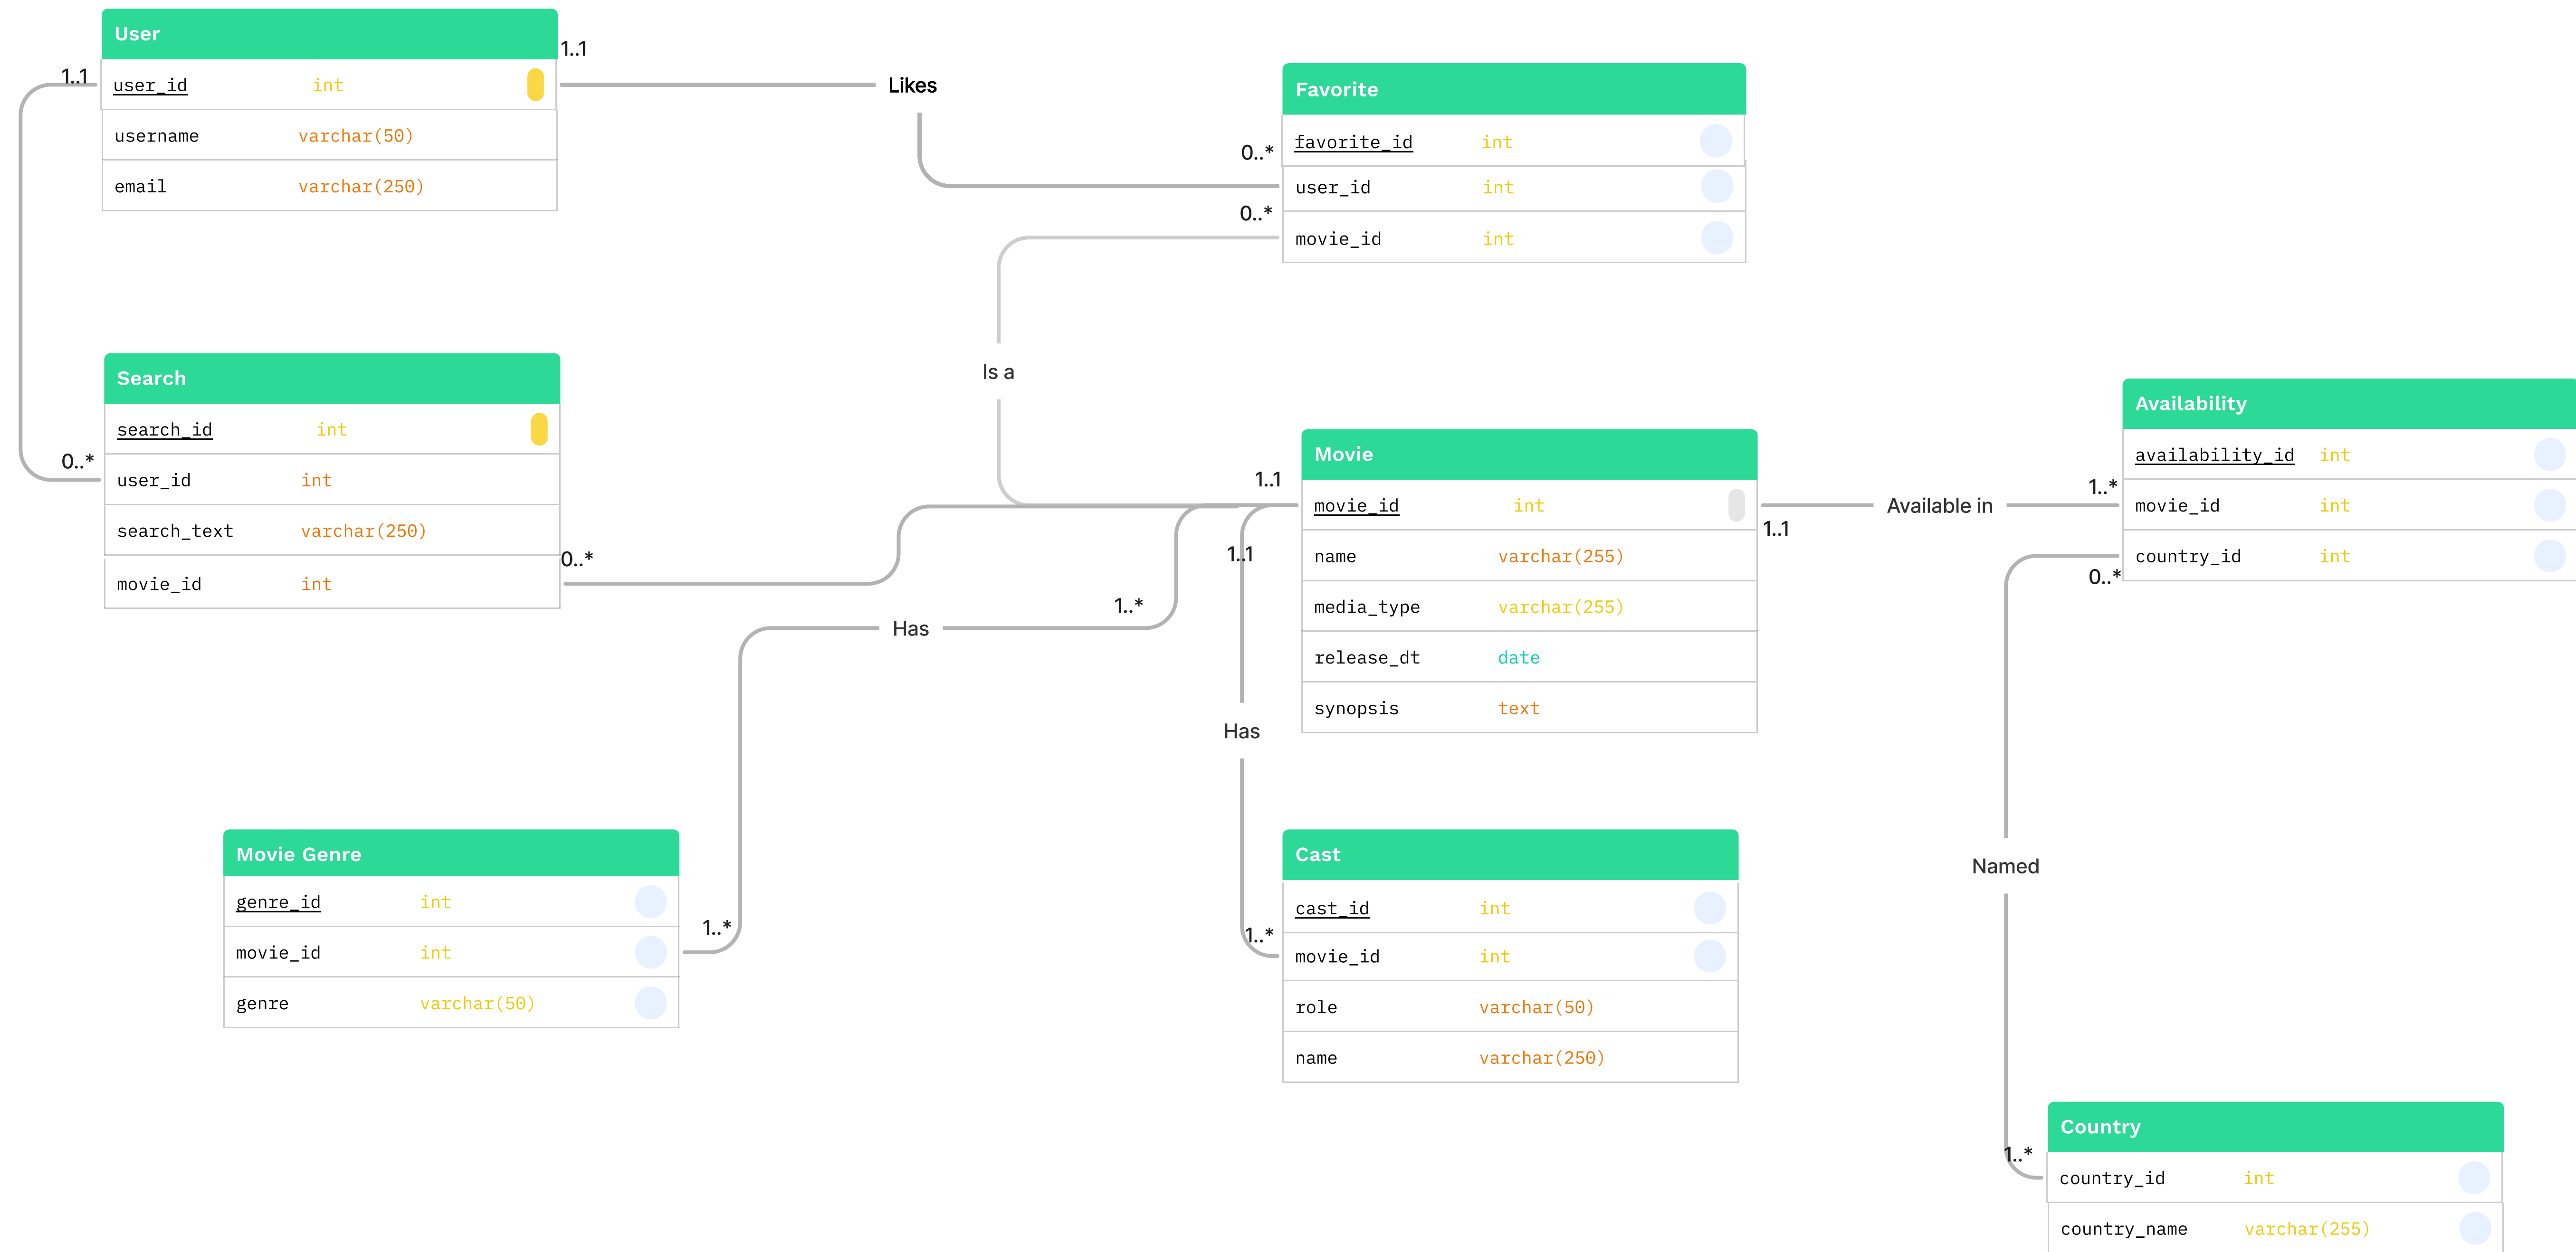 User
1..1
1..1
user_id int
Likes
username varchar(50)
email varchar(250)
Favorite
0..*
favorite_id int
user_id int
0..*
movie_id int
Search
search_id int
0..*
user_id int
search_text varchar(250)
0..*
movie_id int
Is a
Movie
1..1
movie_id int
1..1
1..1
name varchar(255)
media_type varchar(255)
release_dt date
synopsis text
Available in
Availability
availability_id int
1..*
movie_id int
country_id int
0..*
1..*
Has
Has
Movie Genre
genre_id int
1..*
movie_id int
genre varchar(50)
Cast
cast_id int
1..*
movie_id int
role varchar(50)
name varchar(250)
Named
Country
1..*
country_id int
country_name varchar(255)